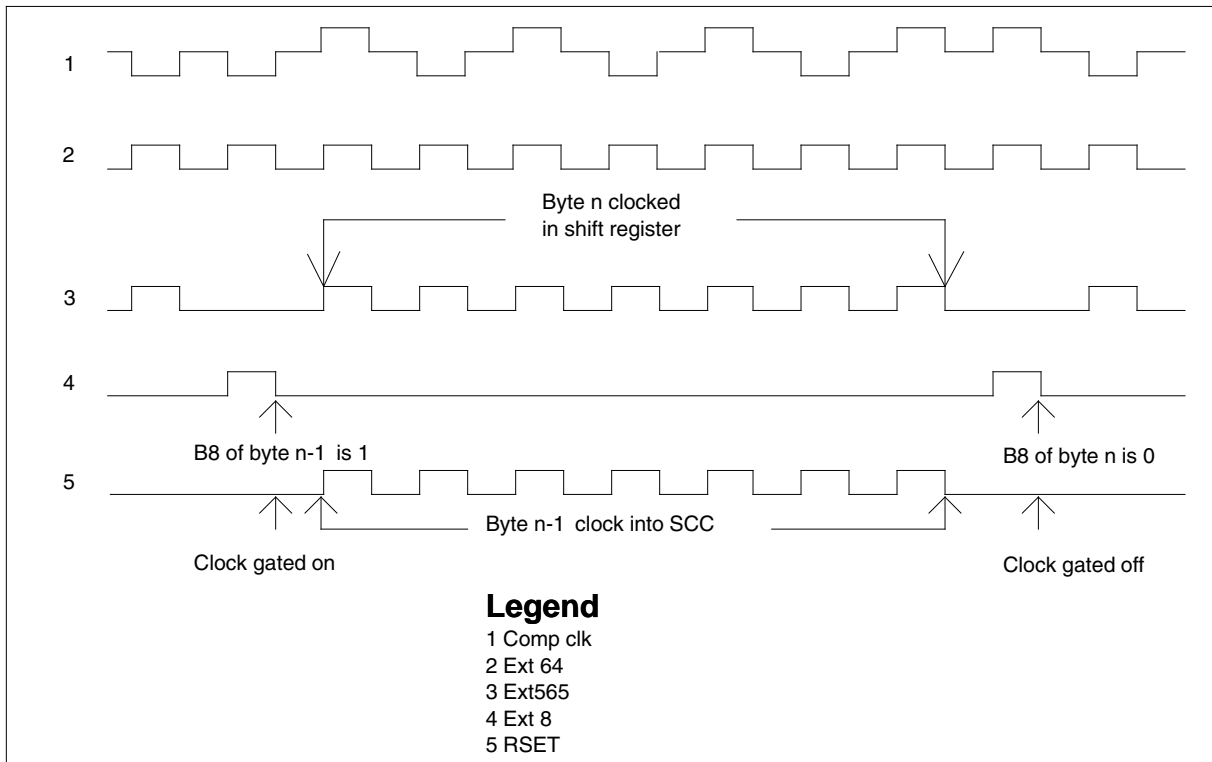 1
2
Byte n clocked
in shift register
3
4
B8 of byte n-1 is 1
B8 of byte n is 0
5
Byte n-1 clock into SCC
Clock gated on
Clock gated off
Legend
1 Comp clk
2 Ext 64
3 Ext565
4 Ext 8
5 RSET